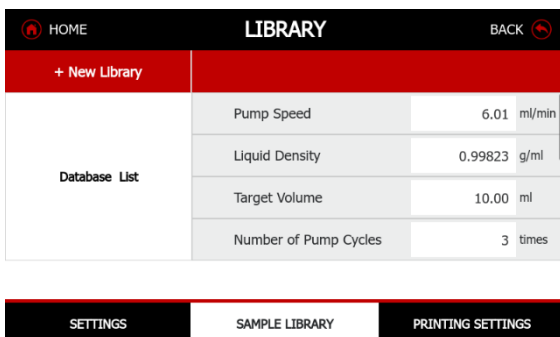 HOME LIBRARY BACK
+ New Library
Pump Speed 6.01 ml/min
Liquid Density 0.99823 g/ml
Database List
Target Volume 10.00 ml
Number of Pump Cycles 3 times
SETTINGS SAMPLE LIBRARY PRINTING SETTINGS